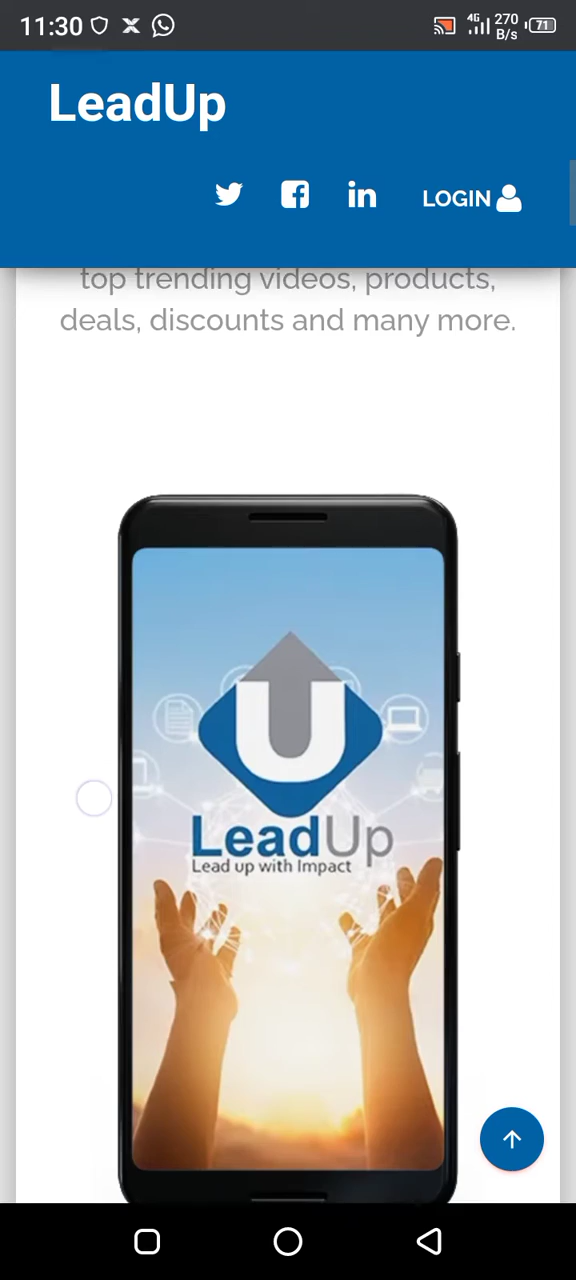 11:30
4G
270
B/s
71
LeadUp
LOGIN
top trending videos, products,
deals, discounts and many more.
U
LeadUp
Lead up with Impact